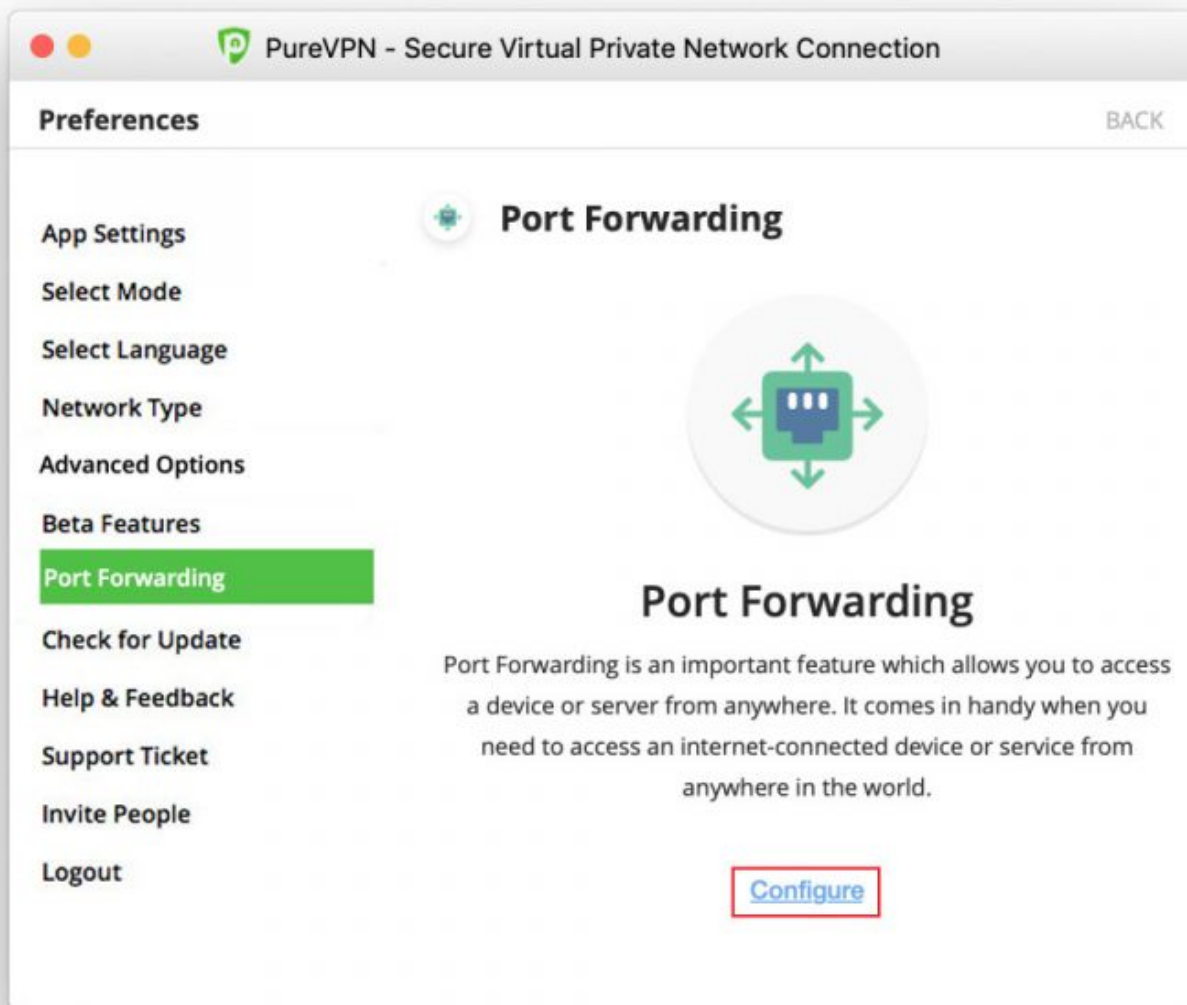 PureVPN - Secure Virtual Private Network Connection
Preferences
BACK
App Settings
Select Mode
Select Language
Network Type
Advanced Options
Beta Features
Port Forwarding
Check for Update
Help & Feedback
Support Ticket
Invite People
Logout
Port Forwarding
Port Forwarding
Port Forwarding is an important feature which allows you to access
a device or server from anywhere. It comes in handy when you
need to access an internet-connected device or service from
anywhere in the world.
Configure